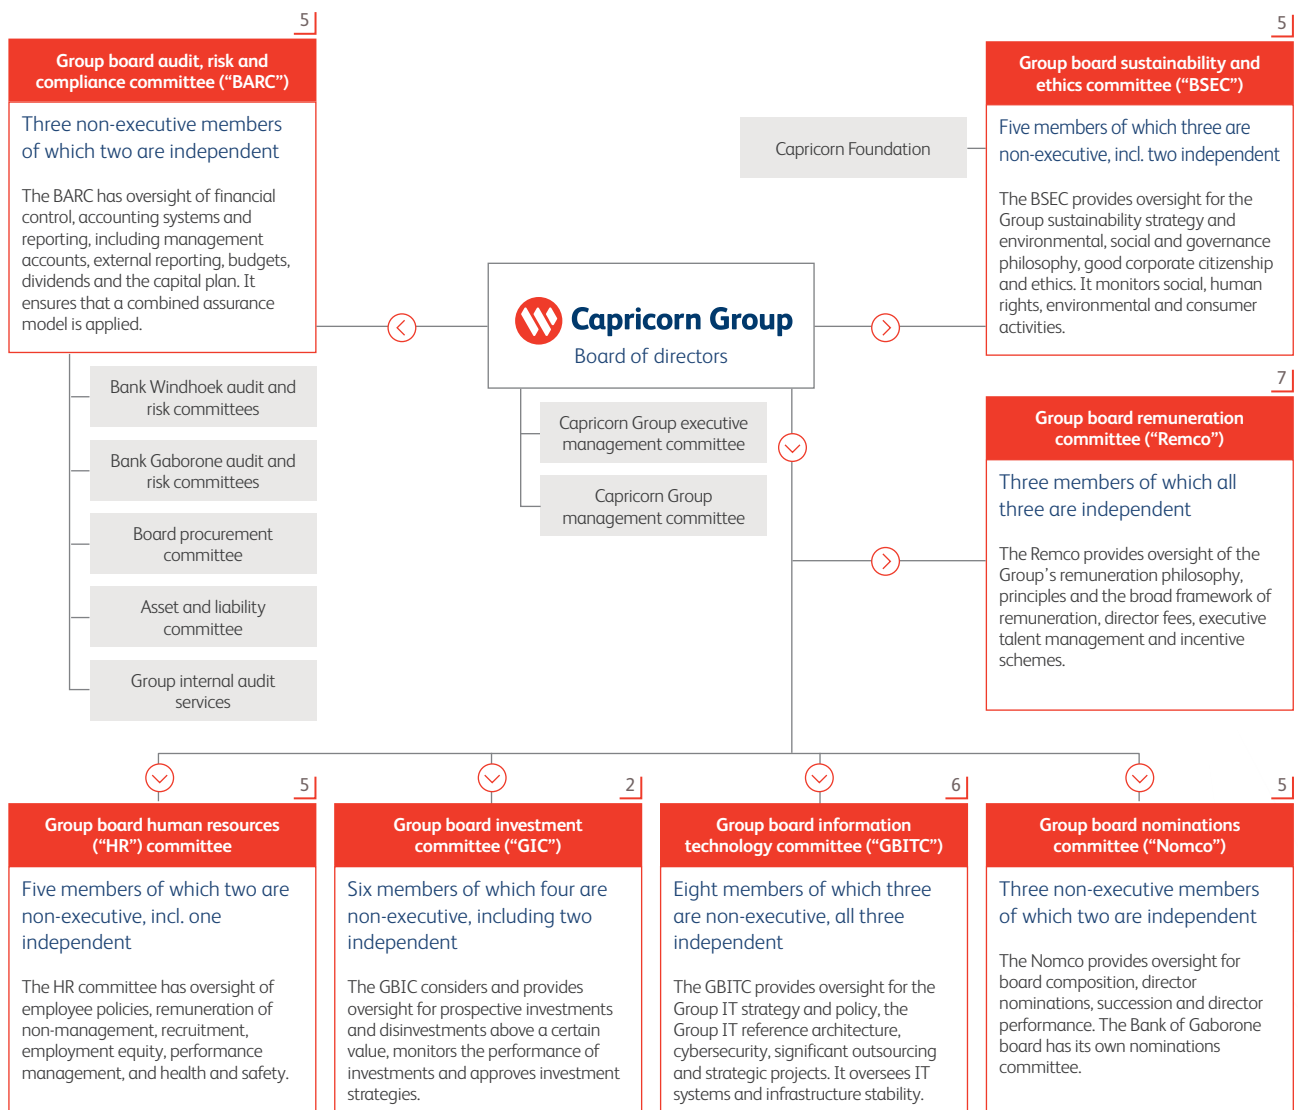 5
Group board audit, risk and
compliance committee (“BARC”)
Three non-executive members
of which two are independent
The BARC has oversight of financial
control, accounting systems and
reporting, including management
accounts, external reporting, budgets,
dividends and the capital plan. It
ensures that a combined assurance
model is applied.
Bank Windhoek audit and
risk committees
Bank Gaborone audit and
risk committees
Board procurement
committee
Asset and liability
committee
Group internal audit
services
Capricorn Group
Board of directors
Capricorn Group executive
management committee
Capricorn Group
management committee
Capricorn Foundation
5
Group board sustainability and
ethics committee (“BSEC”)
Five members of which three are
non-executive, incl. two independent
The BSEC provides oversight for the
Group sustainability strategy and
environmental, social and governance
philosophy, good corporate citizenship
and ethics. It monitors social, human
rights, environmental and consumer
activities.
7
Group board remuneration
committee (“Remco”)
Three members of which all
three are independent
The Remco provides oversight of the
Group’s remuneration philosophy,
principles and the broad framework of
remuneration, director fees, executive
talent management and incentive
schemes.
5
Group board human resources
(“HR”) committee
Five members of which two are
non-executive, incl. one
independent
The HR committee has oversight of
employee policies, remuneration of
non-management, recruitment,
employment equity, performance
management, and health and safety.
2
Group board investment
committee (“GIC”)
Six members of which four are
non-executive, including two
independent
The GBIC considers and provides
oversight for prospective investments
and disinvestments above a certain
value, monitors the performance of
investments and approves investment
strategies.
6
Group board information
technology committee (“GBITC”)
Eight members of which three
are non-executive, all three
independent
The GBITC provides oversight for the
Group IT strategy and policy, the
Group IT reference architecture,
cybersecurity, significant outsourcing
and strategic projects. It oversees IT
systems and infrastructure stability.
5
Group board nominations
committee (“Nomco”)
Three non-executive members
of which two are independent
The Nomco provides oversight for
board composition, director
nominations, succession and director
performance. The Bank of Gaborone
board has its own nominations
committee.